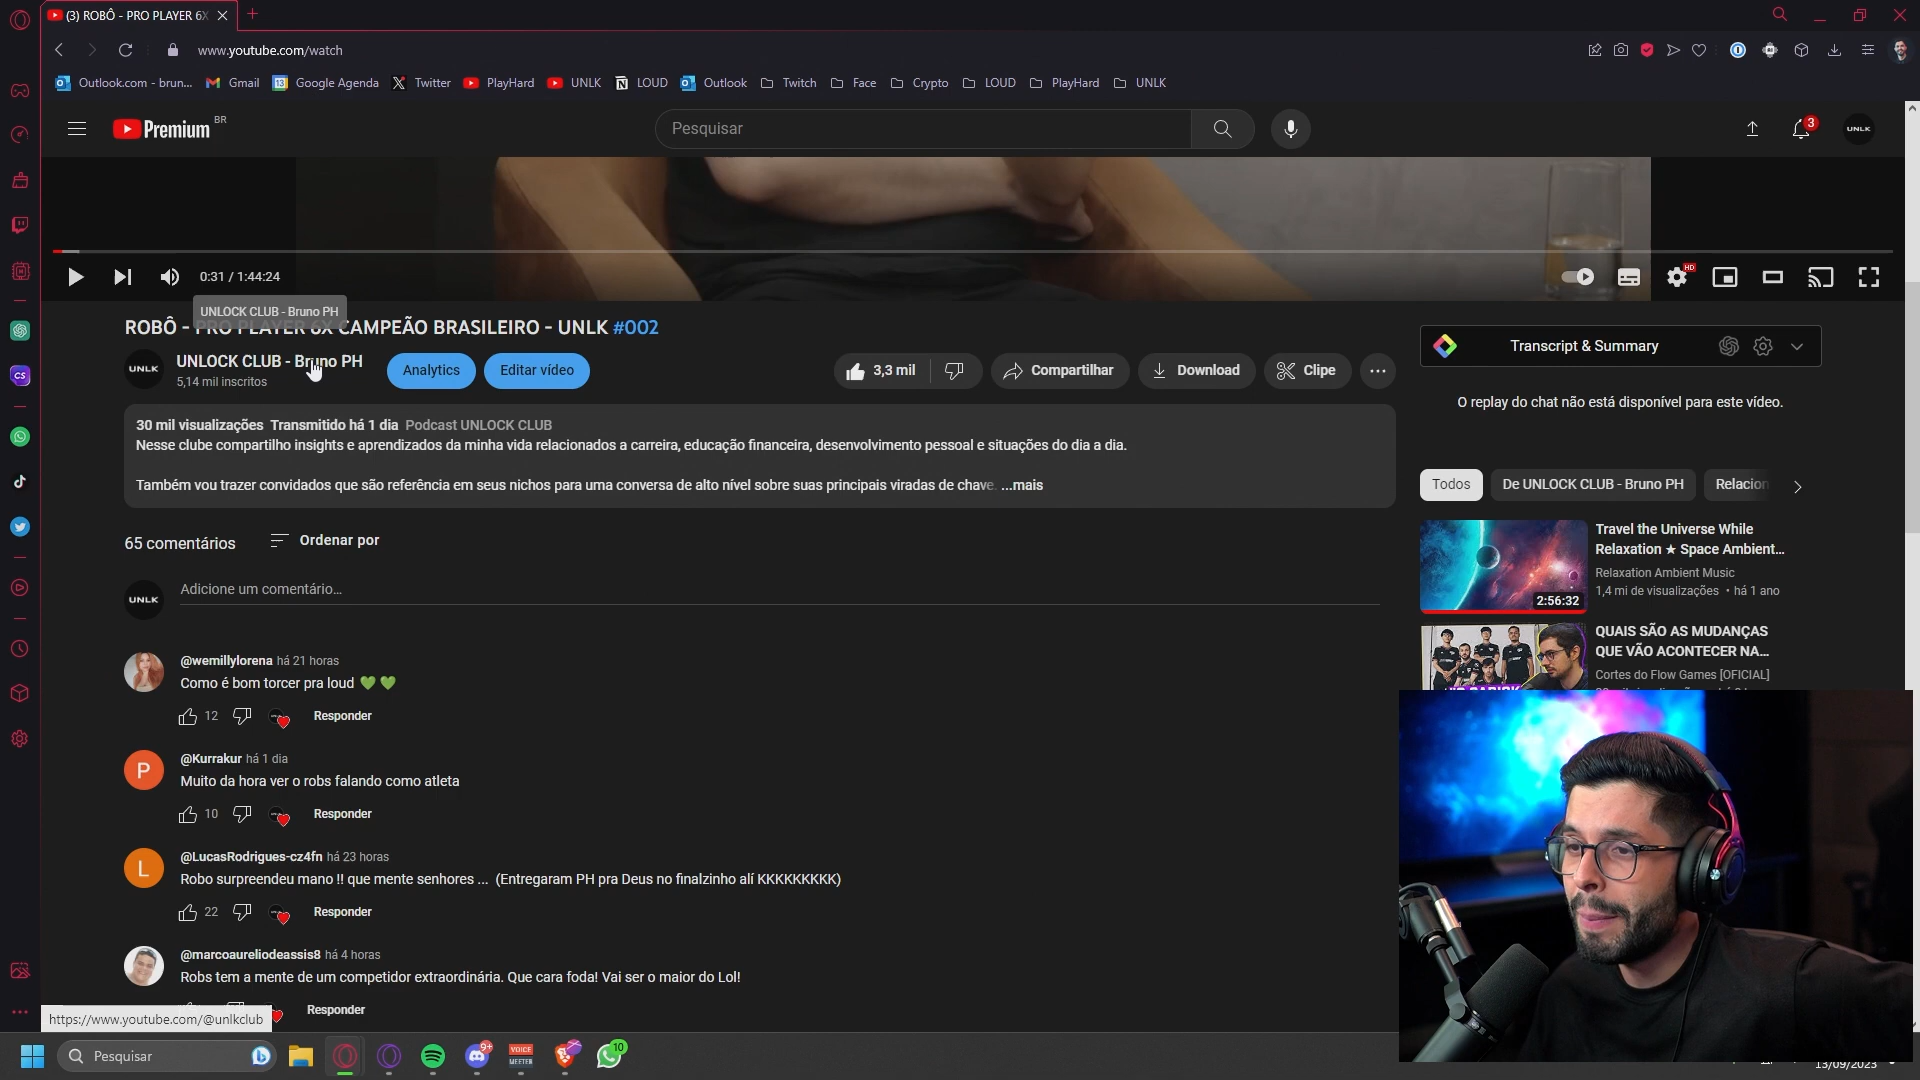 (3) ROBÔ - PRO PLAYER 6X
www.youtube.com/watch
Outlook.com - brun...
Gmail
Google Agenda
Twitter
PlayHard
UNLK
LOUD
Outlook
Twitch
Face
Crypto
LOUD
PlayHard
UNLK
Premium BR
Pesquisar
3
UNLK
0:31 / 1:44:24
HD
UNLOCK CLUB - Bruno PH
ROBÔ - PRO PLAYER 6X CAMPEÃO BRASILEIRO - UNLK #002
UNLK
UNLOCK CLUB - Bruno PH
5,14 mil inscritos
Analytics
Editar vídeo
3,3 mil
Compartilhar
Download
Clipe
30 mil visualizações Transmitido há 1 dia Podcast UNLOCK CLUB
Nesse clube compartilho insights e aprendizados da minha vida relacionados a carreira, educação financeira, desenvolvimento pessoal e situações do dia a dia.
Também vou trazer convidados que são referência em seus nichos para uma conversa de alto nível sobre suas principais viradas de chave. ...mais
65 comentários
Ordenar por
UNLK
Adicione um comentário...
@wemillylorena há 21 horas
Como é bom torcer pra loud 💚 💚
12
Responder
P
@Kurrakur há 1 dia
Muito da hora ver o robs falando como atleta
10
Responder
L
@LucasRodrigues-cz4fn há 23 horas
Robo surpreendeu mano !! que mente senhores ... (Entregaram PH pra Deus no finalzinho alí KKKKKKKKK)
22
Responder
@marcoaureliodeassis8 há 4 horas
Robs tem a mente de um competidor extraordinária. Que cara foda! Vai ser o maior do Lol!
Responder
https://www.youtube.com/@unlkclub
Transcript & Summary
O replay do chat não está disponível para este vídeo.
Todos
De UNLOCK CLUB - Bruno PH
Relacion
Travel the Universe While
Relaxation ★ Space Ambient...
Relaxation Ambient Music
1,4 mi de visualizações • há 1 ano
2:56:32
QUAIS SÃO AS MUDANÇAS
QUE VÃO ACONTECER NA...
Cortes do Flow Games [OFICIAL]
CS
Pesquisar
9+
VOICE
MEETER
10
13/09/2023